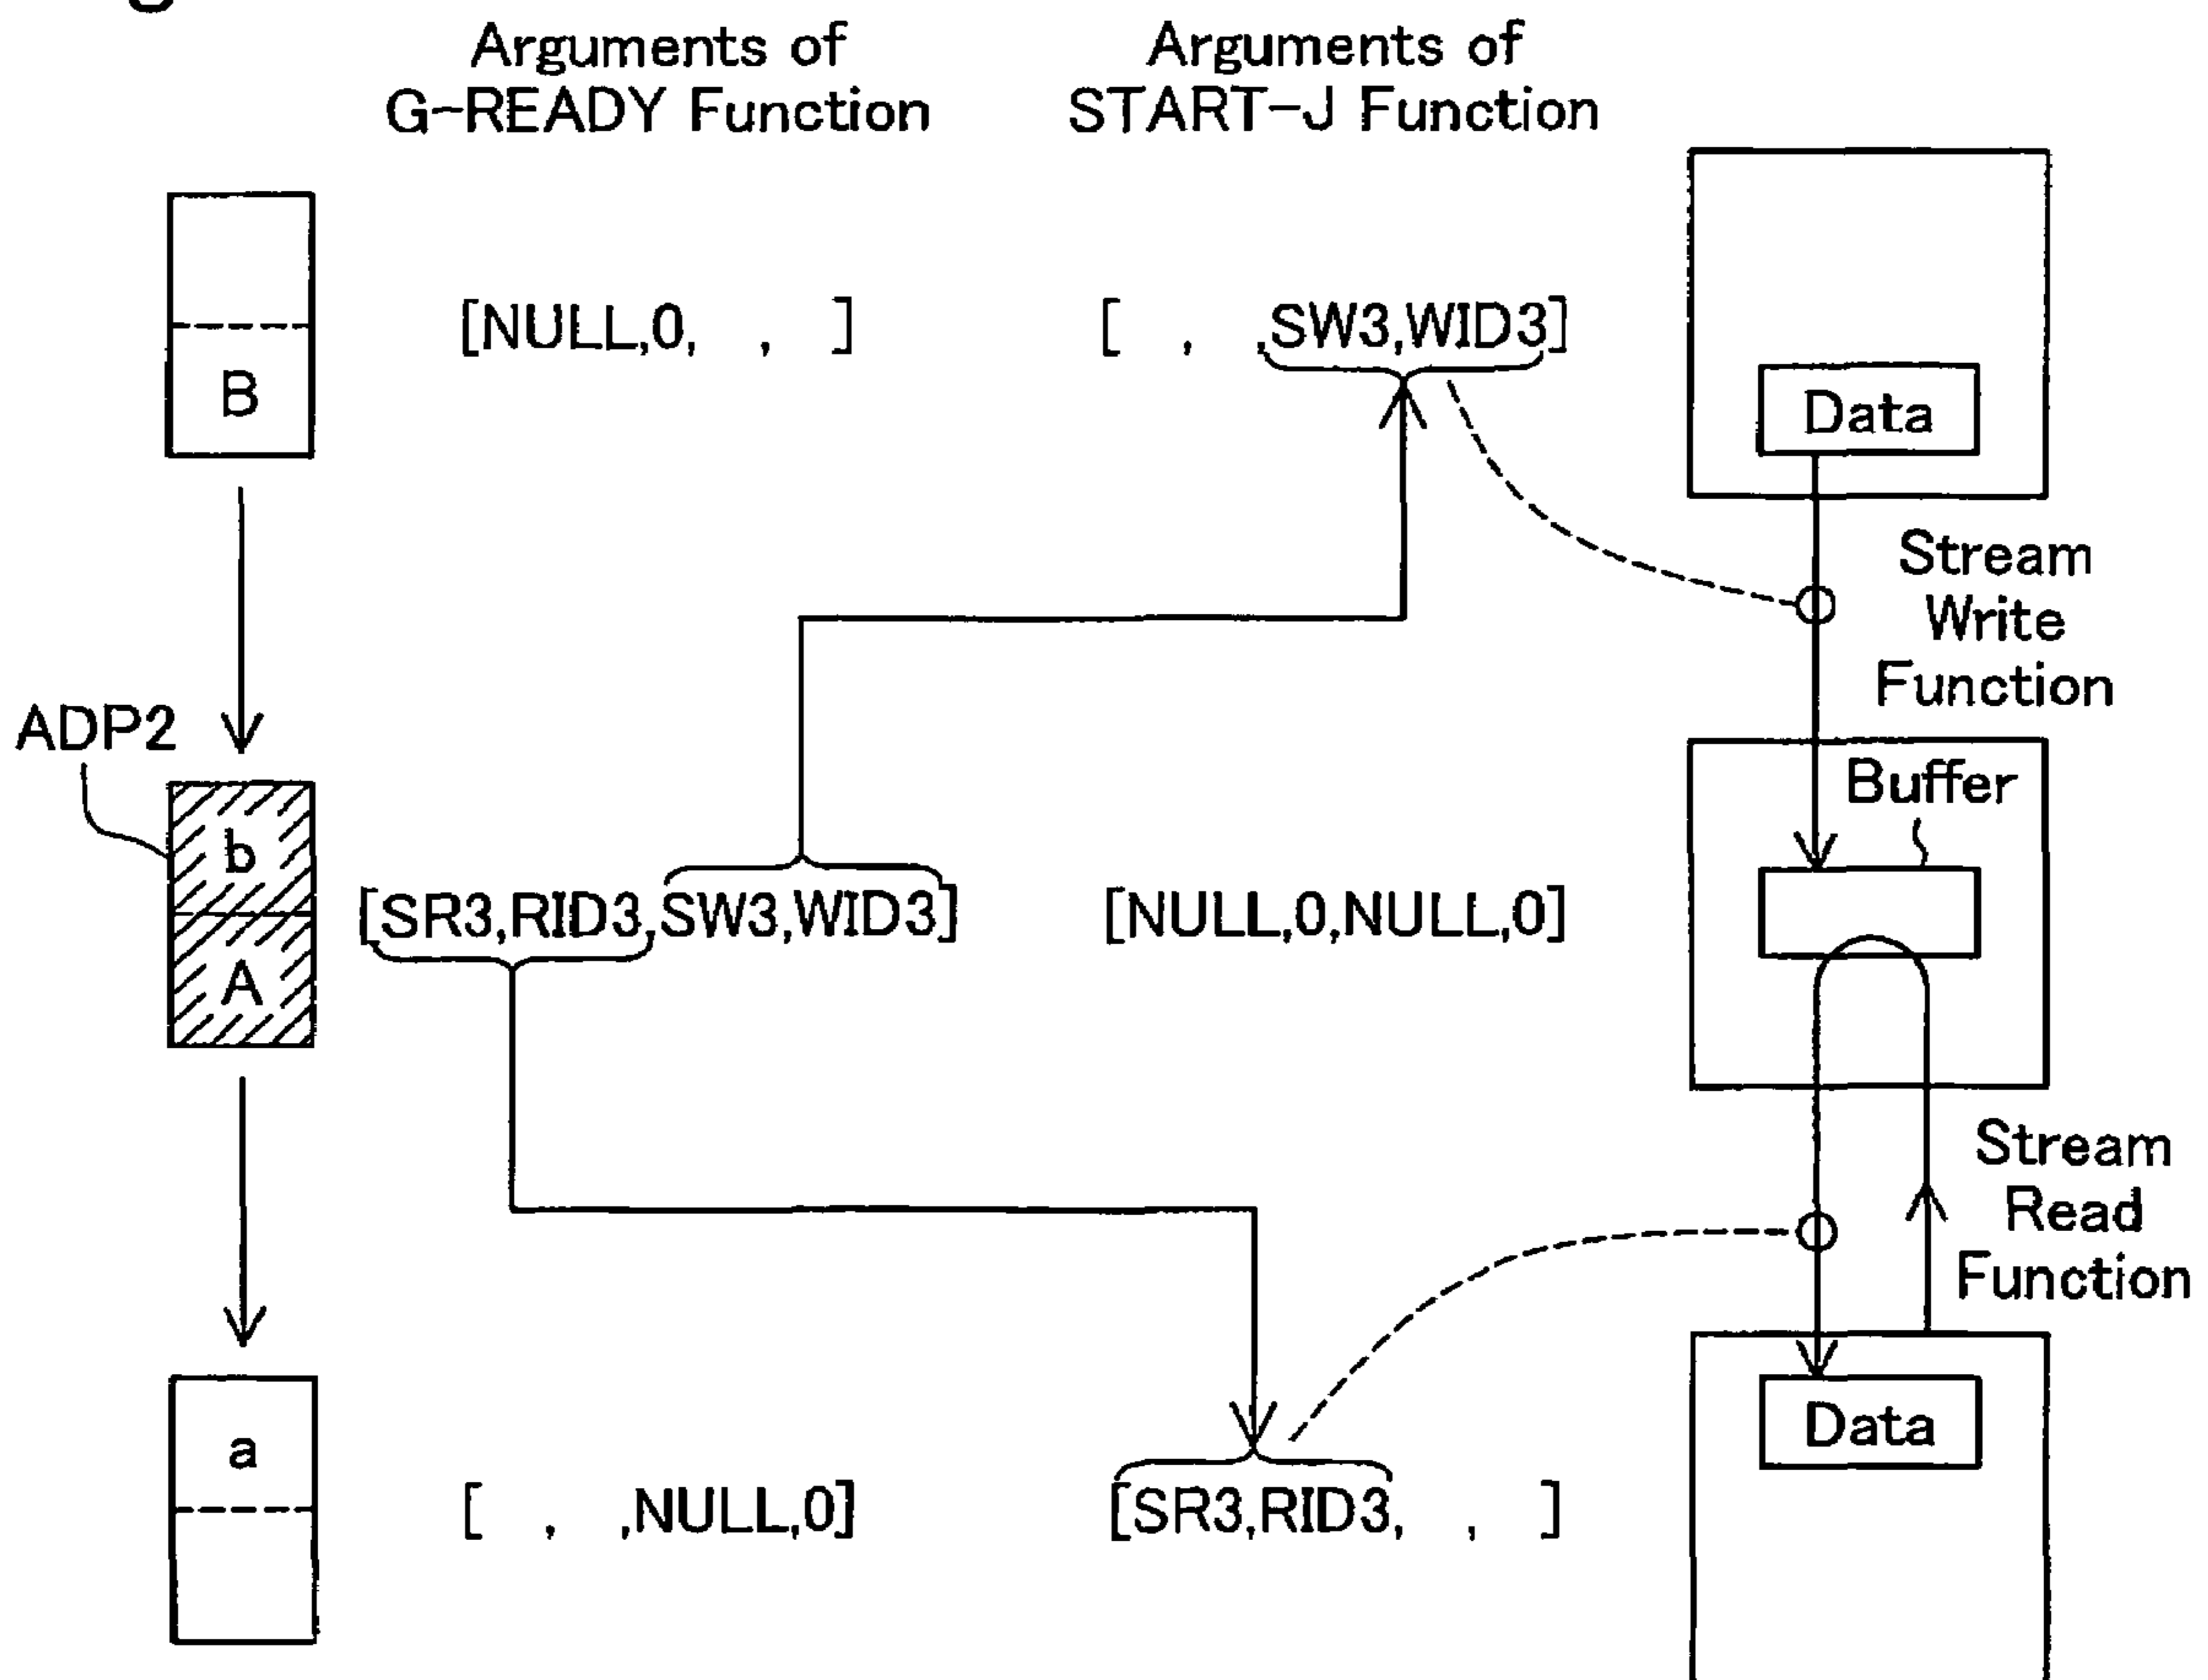 Arguments of
G-READY Function
Arguments of
START-J Function
B
[NULL,0, , ]
[ , ,SW3,WID3]
Data
Stream
Write
Function
ADP2
b
A
[SR3,RID3,SW3,WID3]
[NULL,0,NULL,0]
Buffer
Stream
Read
Function
a
[ , ,NULL,0]
[SR3,RID3, , ]
Data